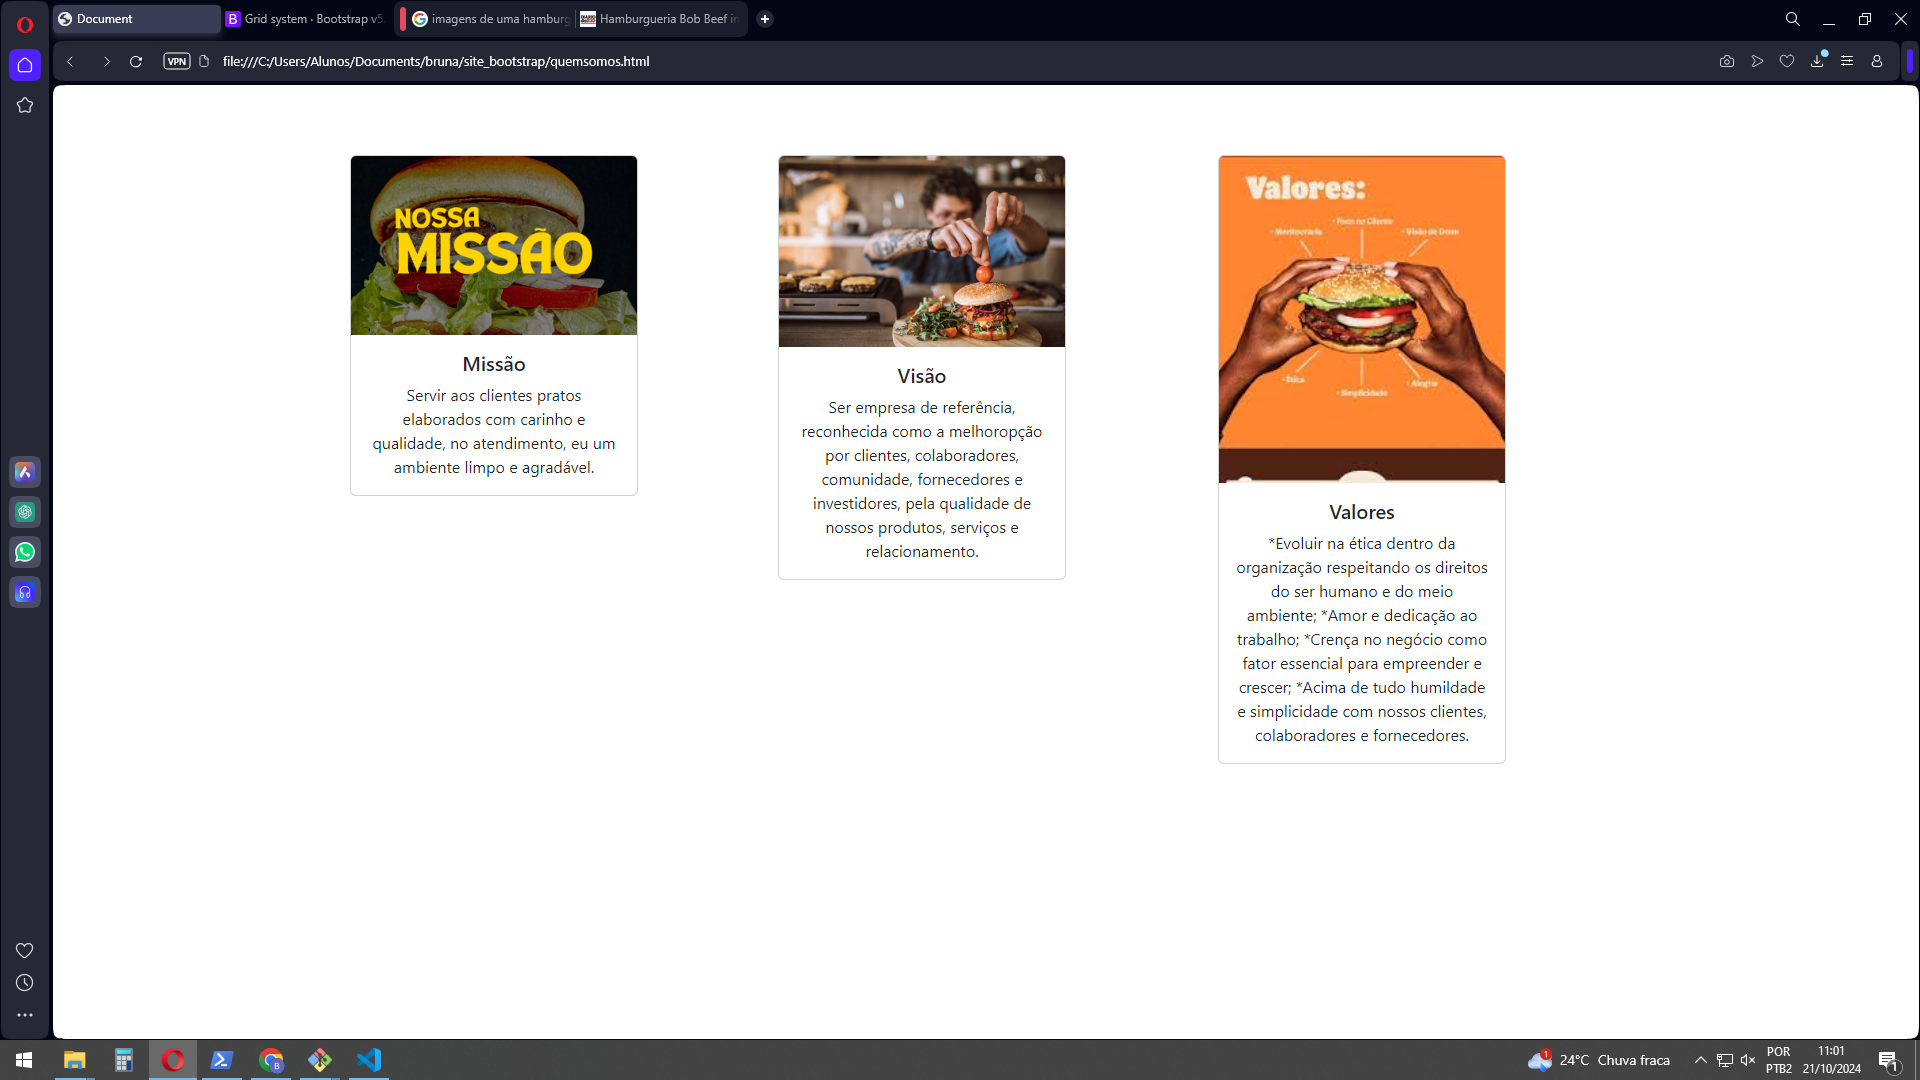 Document
Grid system · Bootstrap v5.
imagens de uma hamburg
Hamburgueria Bob Beef in
VPN
file:///C:/Users/Alunos/Documents/bruna/site_bootstrap/quemsomos.html
NOSSA
MISSÃO
Missão
Servir aos clientes pratos
elaborados com carinho e
qualidade, no atendimento, eu um
ambiente limpo e agradável.
Visão
Ser empresa de referência,
reconhecida como a melhoropção
por clientes, colaboradores,
comunidade, fornecedores e
investidores, pela qualidade de
nossos produtos, serviços e
relacionamento.
Valores:
· Foco no Cliente
· Meritocracia
· Visão de Dono
· Ética
· Simplicidade
· Alegria
Valores
*Evoluir na ética dentro da
organização respeitando os direitos
do ser humano e do meio
ambiente; *Amor e dedicação ao
trabalho; *Crença no negócio como
fator essencial para empreender e
crescer; *Acima de tudo humildade
e simplicidade com nossos clientes,
colaboradores e fornecedores.
1
24°C Chuva fraca
POR
PTB2
11:01
21/10/2024
1